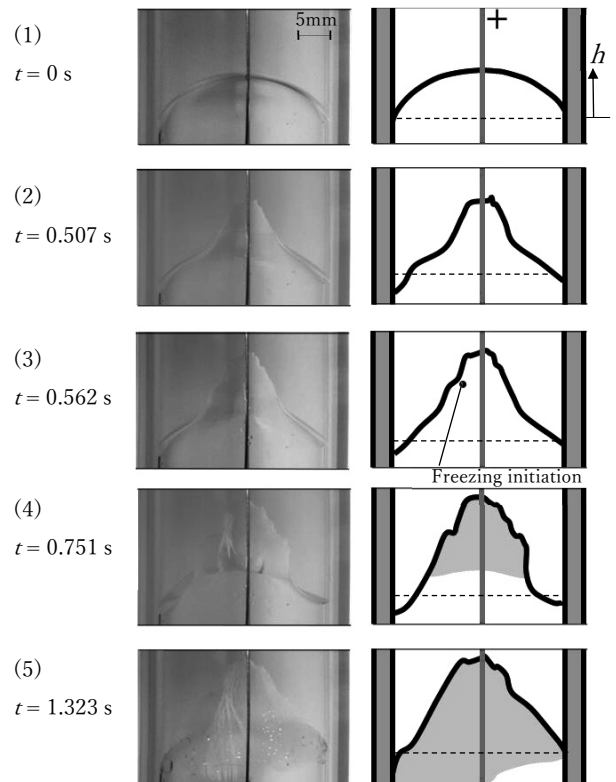 (1)
t = 0 s
5mm
+
h
(2)
t = 0.507 s
(3)
t = 0.562 s
Freezing initiation
(4)
t = 0.751 s
(5)
t = 1.323 s